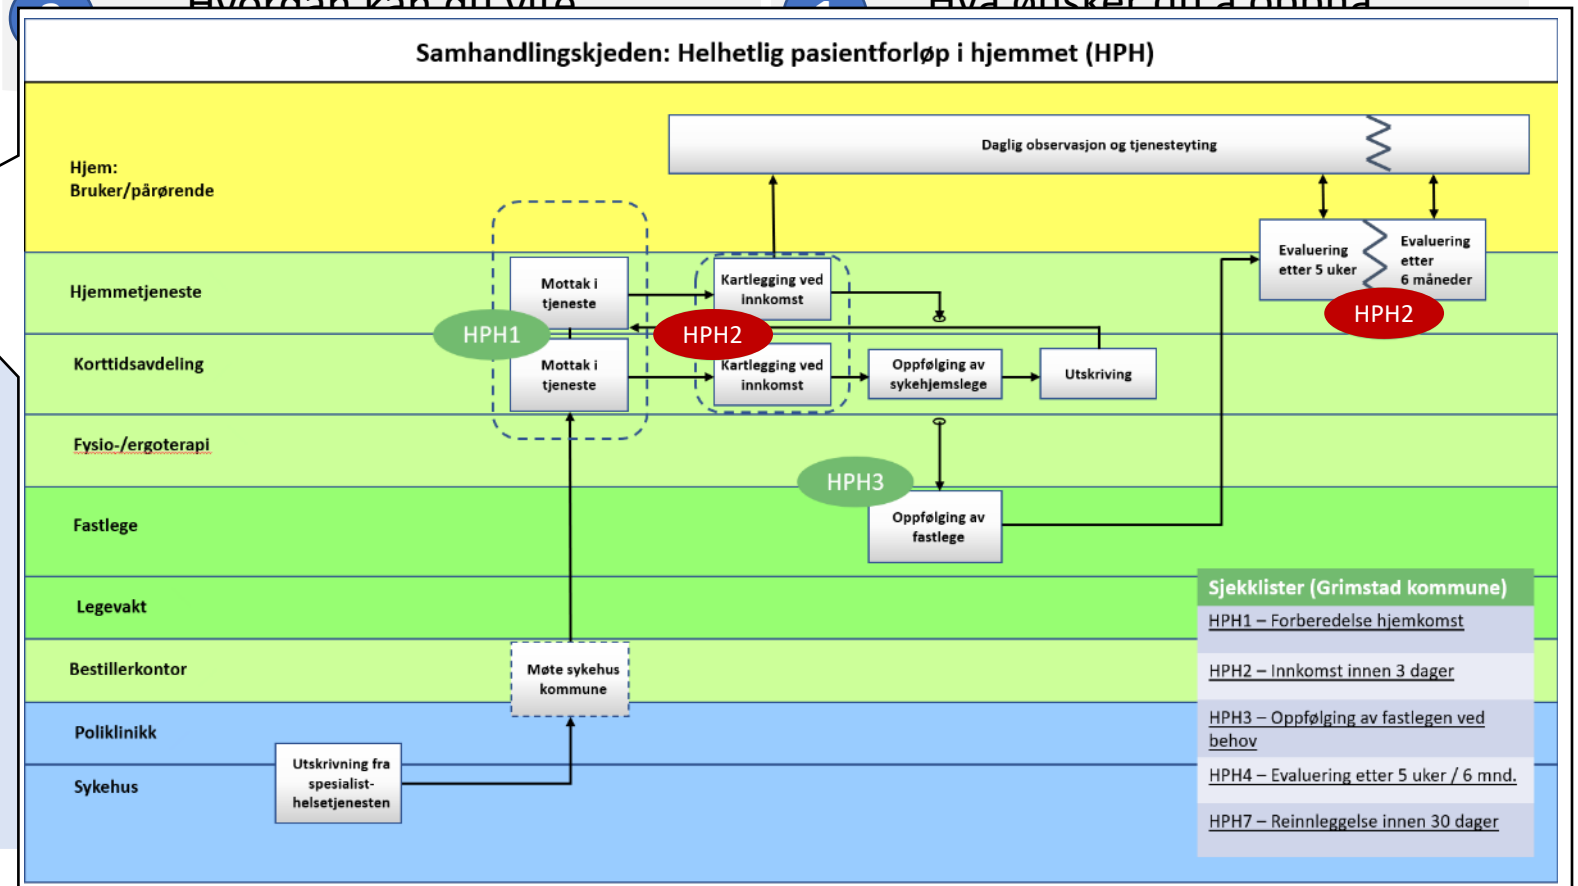 Samhandlingskjeden: Helhetlig pasientforløp i hjemmet (HPH)
Hjem:
Bruker/pårørende
Daglig observasjon og tjenesteyting
Evaluering
etter 5 uker
Evaluering
etter
6 måneder
HPH2
Hjemmetjeneste
Mottak i
tjeneste
Kartlegging ved
innkomst
HPH1
HPH2
Korttidsavdeling
Mottak i
tjeneste
Kartlegging ved
innkomst
Oppfølging av
sykehjemslege
Utskriving
Fysio-/ergoterapi
HPH3
Fastlege
Oppfølging av
fastlege
Legevakt
Bestillerkontor
Møte sykehus
kommune
Poliklinikk
Sykehus
Utskrivning fra
spesialist-
helsetjenesten
Sjekklister (Grimstad kommune)
HPH1 – Forberedelse hjemkomst
HPH2 – Innkomst innen 3 dager
HPH3 – Oppfølging av fastlegen ved
behov
HPH4 – Evaluering etter 5 uker / 6 mnd.
HPH7 – Reinnleggelse innen 30 dager